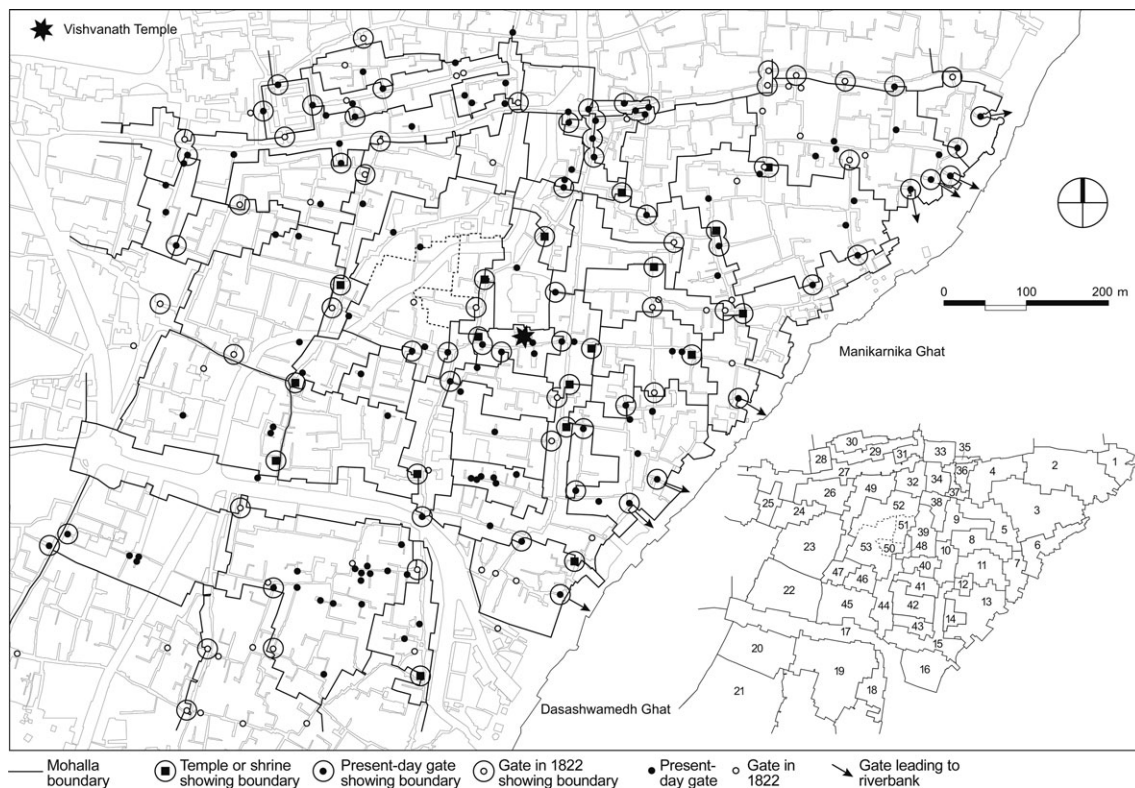 Vishvanath Temple
0 100 200 m
Manikarnika Ghat
30 33 35
28 29 31 2 1
27 36 4
34
32
25 26 49 37
24 38 3
52
51 9 5
23 39 6
53 50 48 10 8 7
47 40 11
46 12
41 13
22 45 44 42 14
43
17 15
20 19 16
21 18
Dasashwamedh Ghat
Mohalla boundary
Temple or shrine showing boundary
Present-day gate showing boundary
Gate in 1822 showing boundary
Present-day gate
Gate in 1822
Gate leading to riverbank